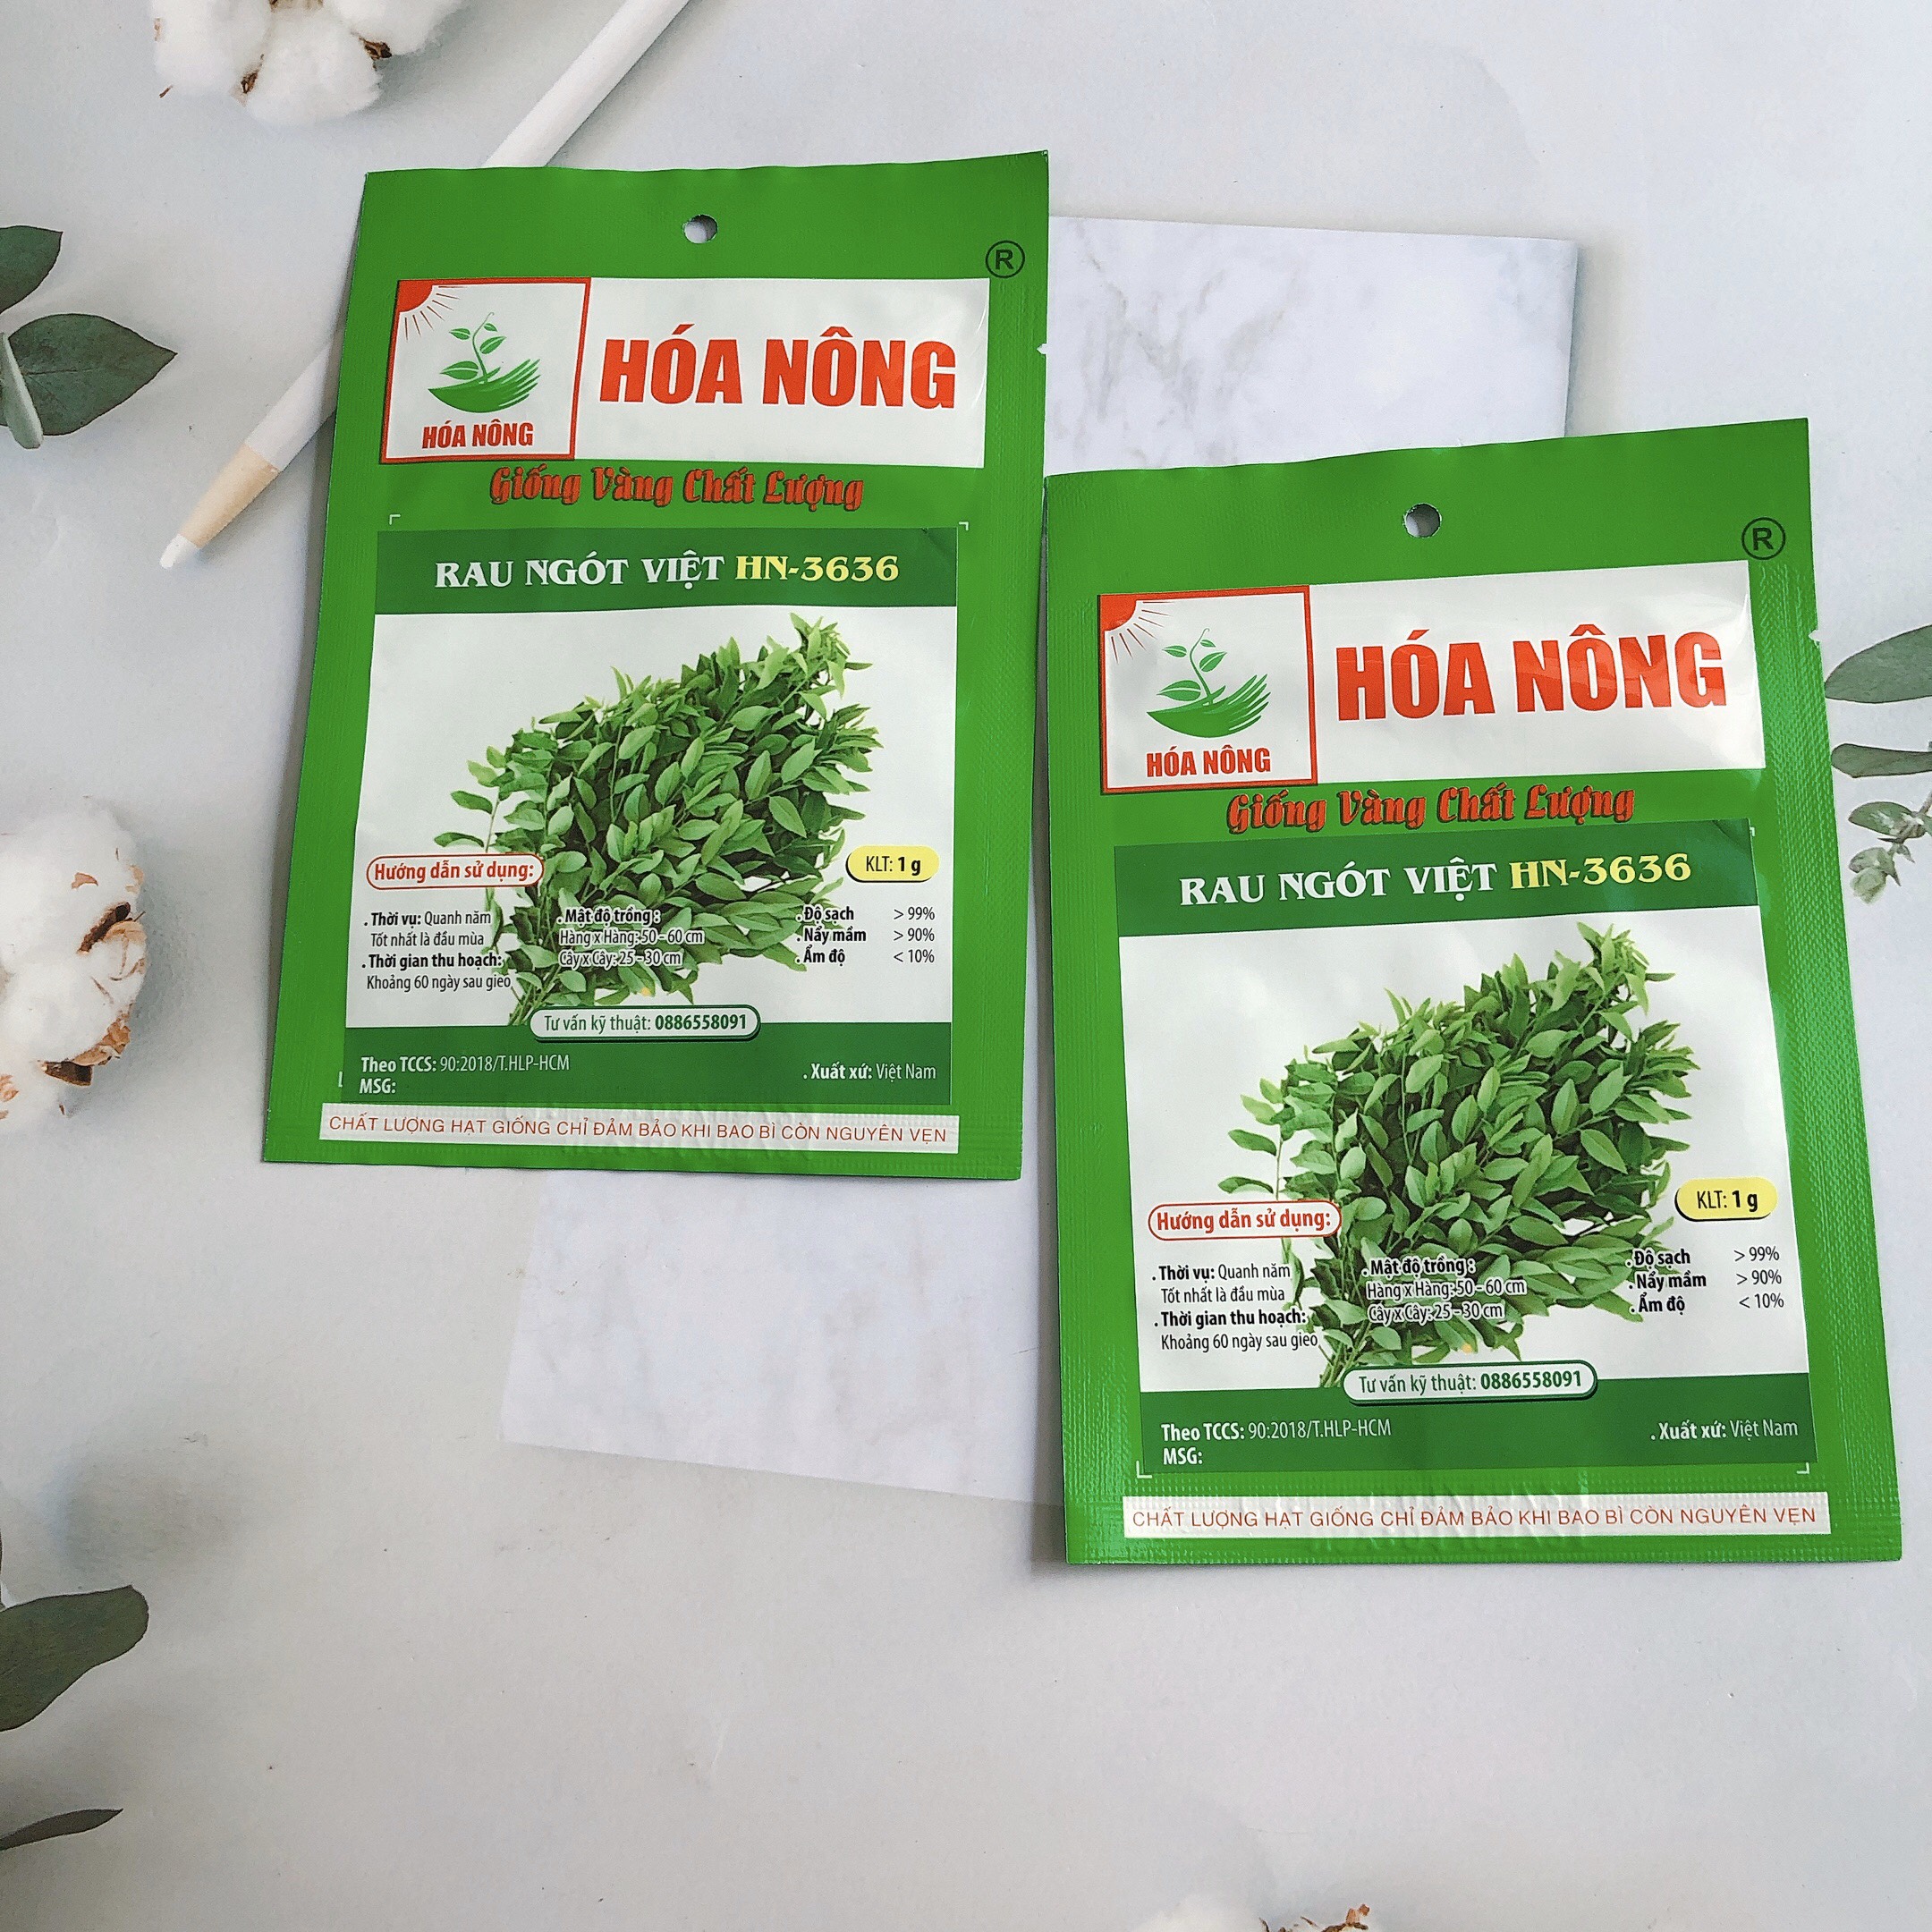 ®
HÓA NÔNG
HÓA NÔNG
Giống Vàng Chất Lượng
RAU NGÓT VIỆT HN-3636
KLT: 1 g
Hướng dẫn sử dụng:
. Thời vụ: Quanh năm
Tốt nhất là đầu mùa
. Thời gian thu hoạch:
Khoảng 60 ngày sau gieo
. Mật độ trồng :
Hàng x Hàng: 50 - 60 cm
Cây x Cây: 25 - 30 cm
. Độ sạch > 99%
. Nẩy mầm > 90%
. Ẩm độ < 10%
Tư vấn kỹ thuật: 0886558091
Theo TCCS: 90:2018/T.HLP-HCM
MSG:
. Xuất xứ: Việt Nam
CHẤT LƯỢNG HẠT GIỐNG CHỈ ĐẢM BẢO KHI BAO BÌ CÒN NGUYÊN VẸN
®
HÓA NÔNG
HÓA NÔNG
Giống Vàng Chất Lượng
RAU NGÓT VIỆT HN-3636
KLT: 1 g
Hướng dẫn sử dụng:
. Thời vụ: Quanh năm
Tốt nhất là đầu mùa
. Thời gian thu hoạch:
Khoảng 60 ngày sau gieo
. Mật độ trồng :
Hàng x Hàng: 50 - 60 cm
Cây x Cây: 25 - 30 cm
. Độ sạch > 99%
. Nẩy mầm > 90%
. Ẩm độ < 10%
Tư vấn kỹ thuật: 0886558091
Theo TCCS: 90:2018/T.HLP-HCM
MSG:
. Xuất xứ: Việt Nam
CHẤT LƯỢNG HẠT GIỐNG CHỈ ĐẢM BẢO KHI BAO BÌ CÒN NGUYÊN VẸN